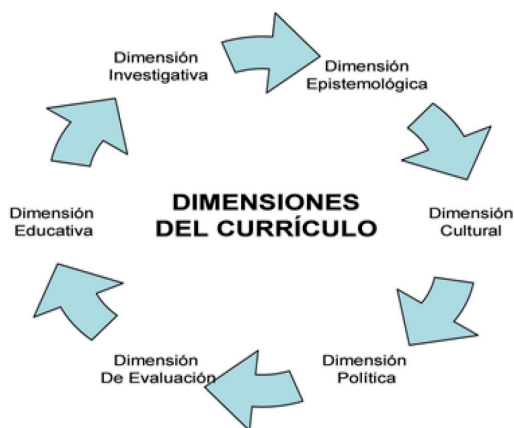 Dimensión
Investigativa
Dimensión
Epistemológica
DIMENSIONES
DEL CURRÍCULO
Dimensión
Educativa
Dimensión
Cultural
Dimensión
De Evaluación
Dimensión
Política